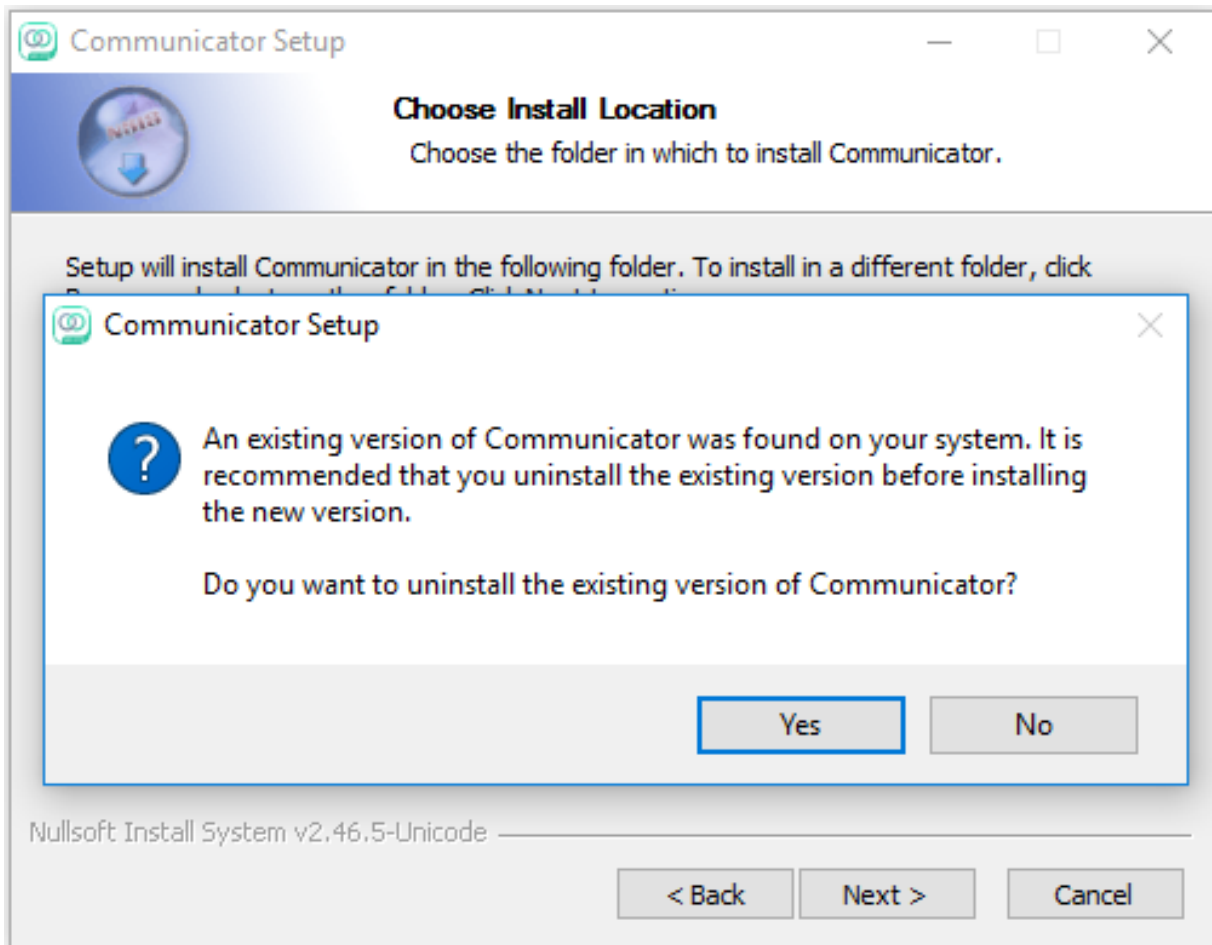 Communicator Setup
Choose Install Location
Choose the folder in which to install Communicator.
Setup will install Communicator in the following folder. To install in a different folder, click
Communicator Setup
An existing version of Communicator was found on your system. It is
recommended that you uninstall the existing version before installing
the new version.
Do you want to uninstall the existing version of Communicator?
Yes No
Nullsoft Install System v2.46.5-Unicode
< Back Next > Cancel